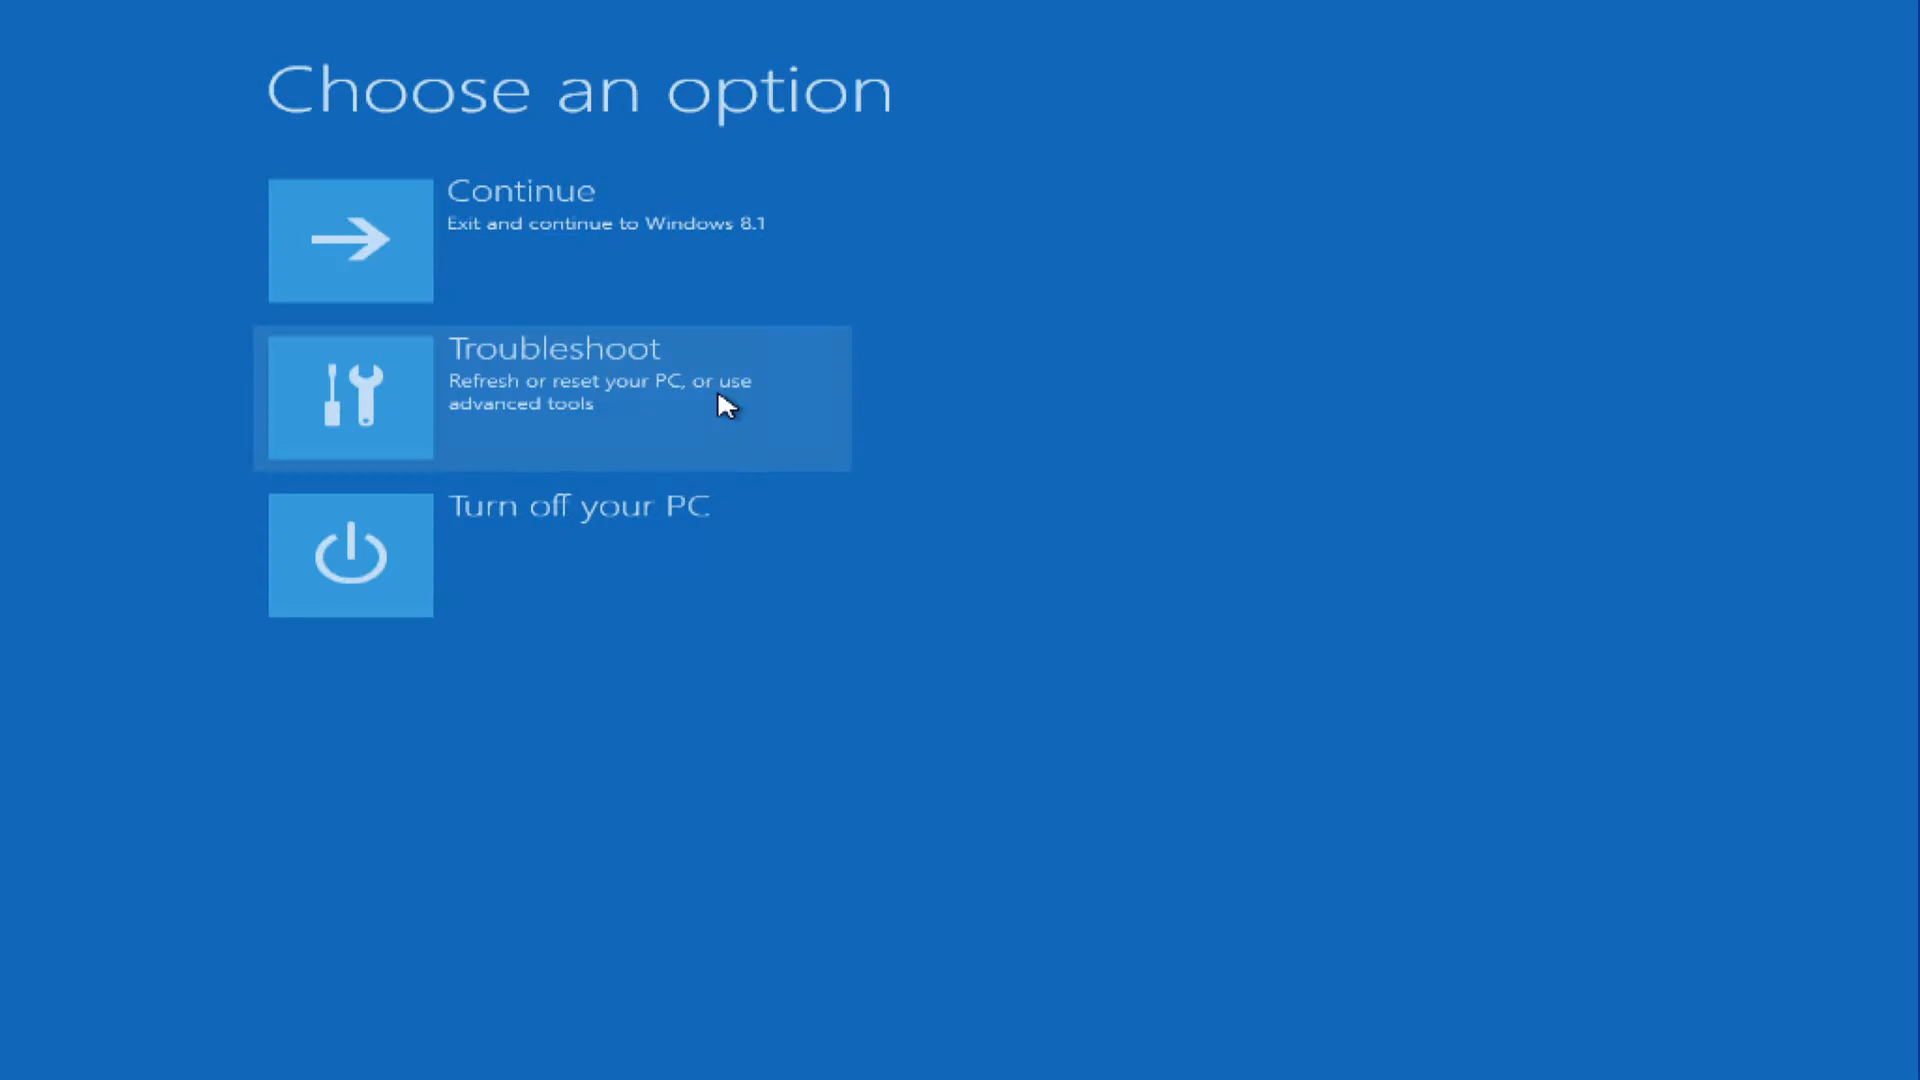 Choose an option
Continue
Exit and continue to Windows 8.1
Troubleshoot
Refresh or reset your PC, or use
advanced tools
Turn off your PC